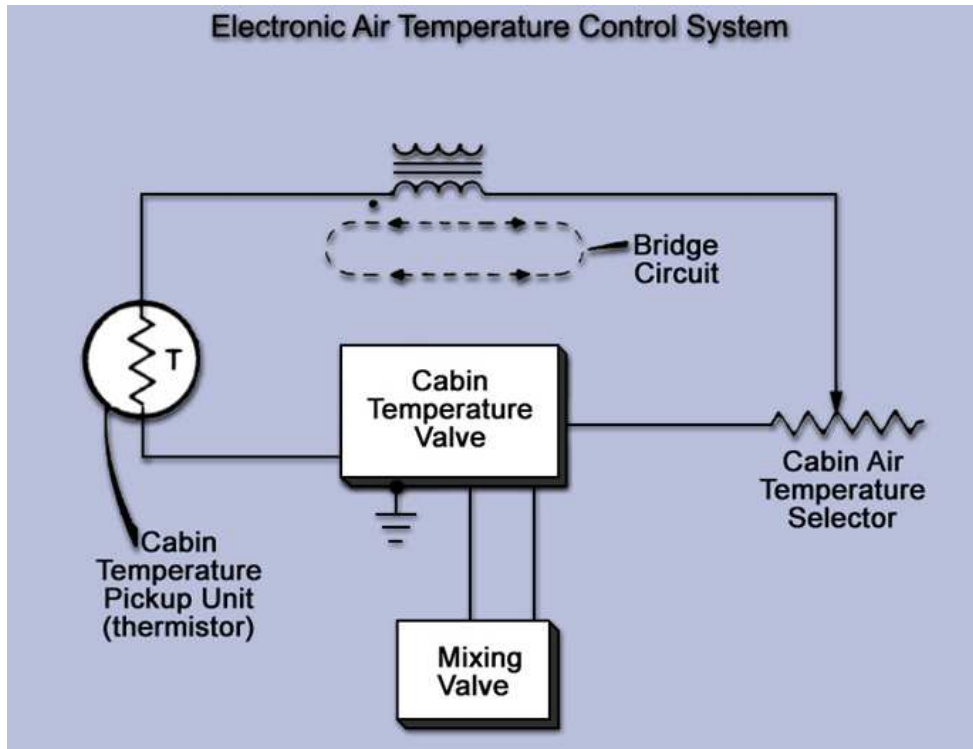 Electronic Air Temperature Control System
Bridge
Circuit
T
Cabin
Temperature
Valve
Cabin Air
Temperature
Selector
Cabin
Temperature
Pickup Unit
(thermistor)
Mixing
Valve